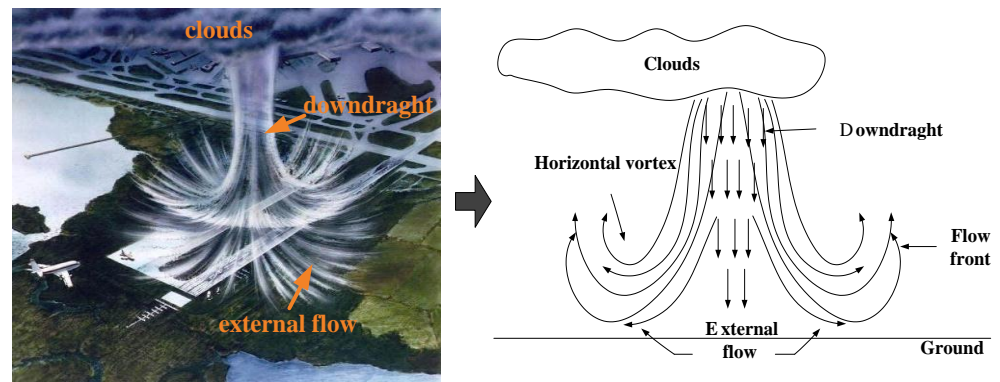 clouds
downdraght
external flow
Clouds
Downdraght
Horizontal vortex
Flow
front
External
flow
Ground